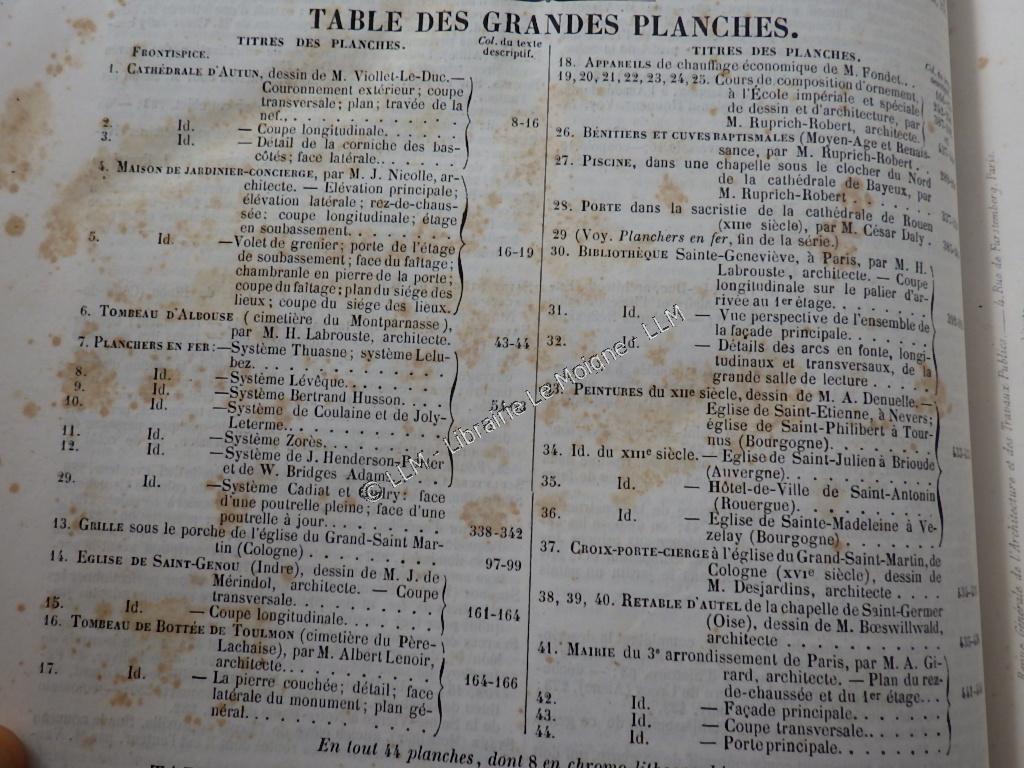 TABLE DES GRANDES PLANCHES.
TITRES DES PLANCHES. Col. du texte descriptif.
FRONTISPICE.
1. CATHÉDRALE D'AUTUN, dessin de M. Viollet-Le-Duc.—
Couronnement extérieur; coupe
transversale; plan; travée de la
nef.
2. Id. — Coupe longitudinale. 8-16
3. Id. — Détail de la corniche des bas-
côtés; face latérale.
4. MAISON DE JARDINIER-CONCIERGE, par M. J. Nicolle, ar-
chitecte. — Elévation principale;
élévation latérale; rez-de-chaus-
sée; coupe longitudinale; étage
en soubassement.
5. Id. —Volet de grenier; porte de l'étage
de soubassement; face du faîtage; 16-19
chambranle en pierre de la porte;
coupe du faîtage; plan du siége des
lieux; coupe du siége des lieux.
6. TOMBEAU D'ALBOUSE (cimetière du Montparnasse),
par M. H. Labrouste, architecte. 43-44
7. PLANCHERS EN FER:—Système Thuasne; système Lelu-
bez.
8. Id. —Système Lévêque.
9. Id. —Système Bertrand Husson.
10. Id. —Système de Coulaine et de Joly-
Leterme.
11. Id. —Système Zorès.
12. Id. —Système de J. Henderson-
et de W. Bridges Adam
29. Id. —Système Cadiat et : face
d'une poutrelle pleine; face d'une
poutrelle à jour.
13. GRILLE sous le porche de l'église du Grand-Saint Mar- 338-342
tin (Cologne)
14. EGLISE DE SAINT-GENOU (Indre), dessin de M. J. de 97-99
Mérindol, architecte. — Coupe
transversale.
15. Id. — Coupe longitudinale. 161-164
16. TOMBEAU DE BOTTÉE DE TOULMON (cimetière du Père-
Lachaise), par M. Albert Lenoir,
architecte.
17. Id. — La pierre couchée; détail; face 164-166
latérale du monument; plan gé-
néral.
TITRES DES PLANCHES.
18. APPAREILS de chauffage économique de M. Fondet.
19, 20, 21, 22, 23, 24, 25. Cours de composition d'ornement,
à l'École impériale et spéciale
de dessin et d'architecture, par
M. Ruprich-Robert, architecte.
26. BÉNITIERS ET CUVES BAPTISMALES (Moyen-Age et Renais-
sance, par M. Ruprich-Robert.
27. PISCINE, dans une chapelle sous le clocher du Nord
de la cathédrale de Bayeux, par
M. Ruprich-Robert
28. PORTE dans la sacristie de la cathédrale de Rouen
(XIIIe siècle), par M. César Daly.
29 (Voy. Planchers en fer, fin de la série.)
30. BIBLIOTHÈQUE Sainte-Geneviève, à Paris, par M. H.
Labrouste, architecte. — Coupe
longitudinale sur le palier d'ar-
rivée au 1er étage.
31. Id. — Vue perspective de l'ensemble de
la façade principale.
32. Id. — Détails des arcs en fonte, longi-
tudinaux et transversaux, de la
grande salle de lecture
33. PEINTURES du XIIe siècle, dessin de M. A. Denuelle.—
Eglise de Saint-Etienne, à Nevers;
église de Saint-Philibert à Tour-
nus (Bourgogne).
34. Id. du XIIIe siècle. — Eglise de Saint-Julien à Brioude
(Auvergne).
35. Id. — Hôtel-de-Ville de Saint-Antonin
(Rouergue).
36. Id. — Eglise de Sainte-Madeleine à Ve-
zelay (Bourgogne)
37. CROIX-PORTE-CIERGE à l'église du Grand-Saint-Martin, de
Cologne (XVIe siècle), dessin de
M. Desjardins, architecte
38, 39, 40. RETABLE D'AUTEL de la chapelle de Saint-Germer
(Oise), dessin de M. Bœswillwald,
architecte
41. MAIRIE du 3e arrondissement de Paris, par M. A. Gi-
rard, architecte. — Plan du rez-
de-chaussée et du 1er étage.
42. Id. — Façade principale.
43. Id. — Coupe transversale.
44. Id. — Porte principale.
En tout 44 planches, dont 8 en chromo-lithographie
Revue Générale de l'Architecture et des Travaux Publics. — 4 Rue de Furstemberg, Paris.
© LLM - Librairie Le Moigne - LLM